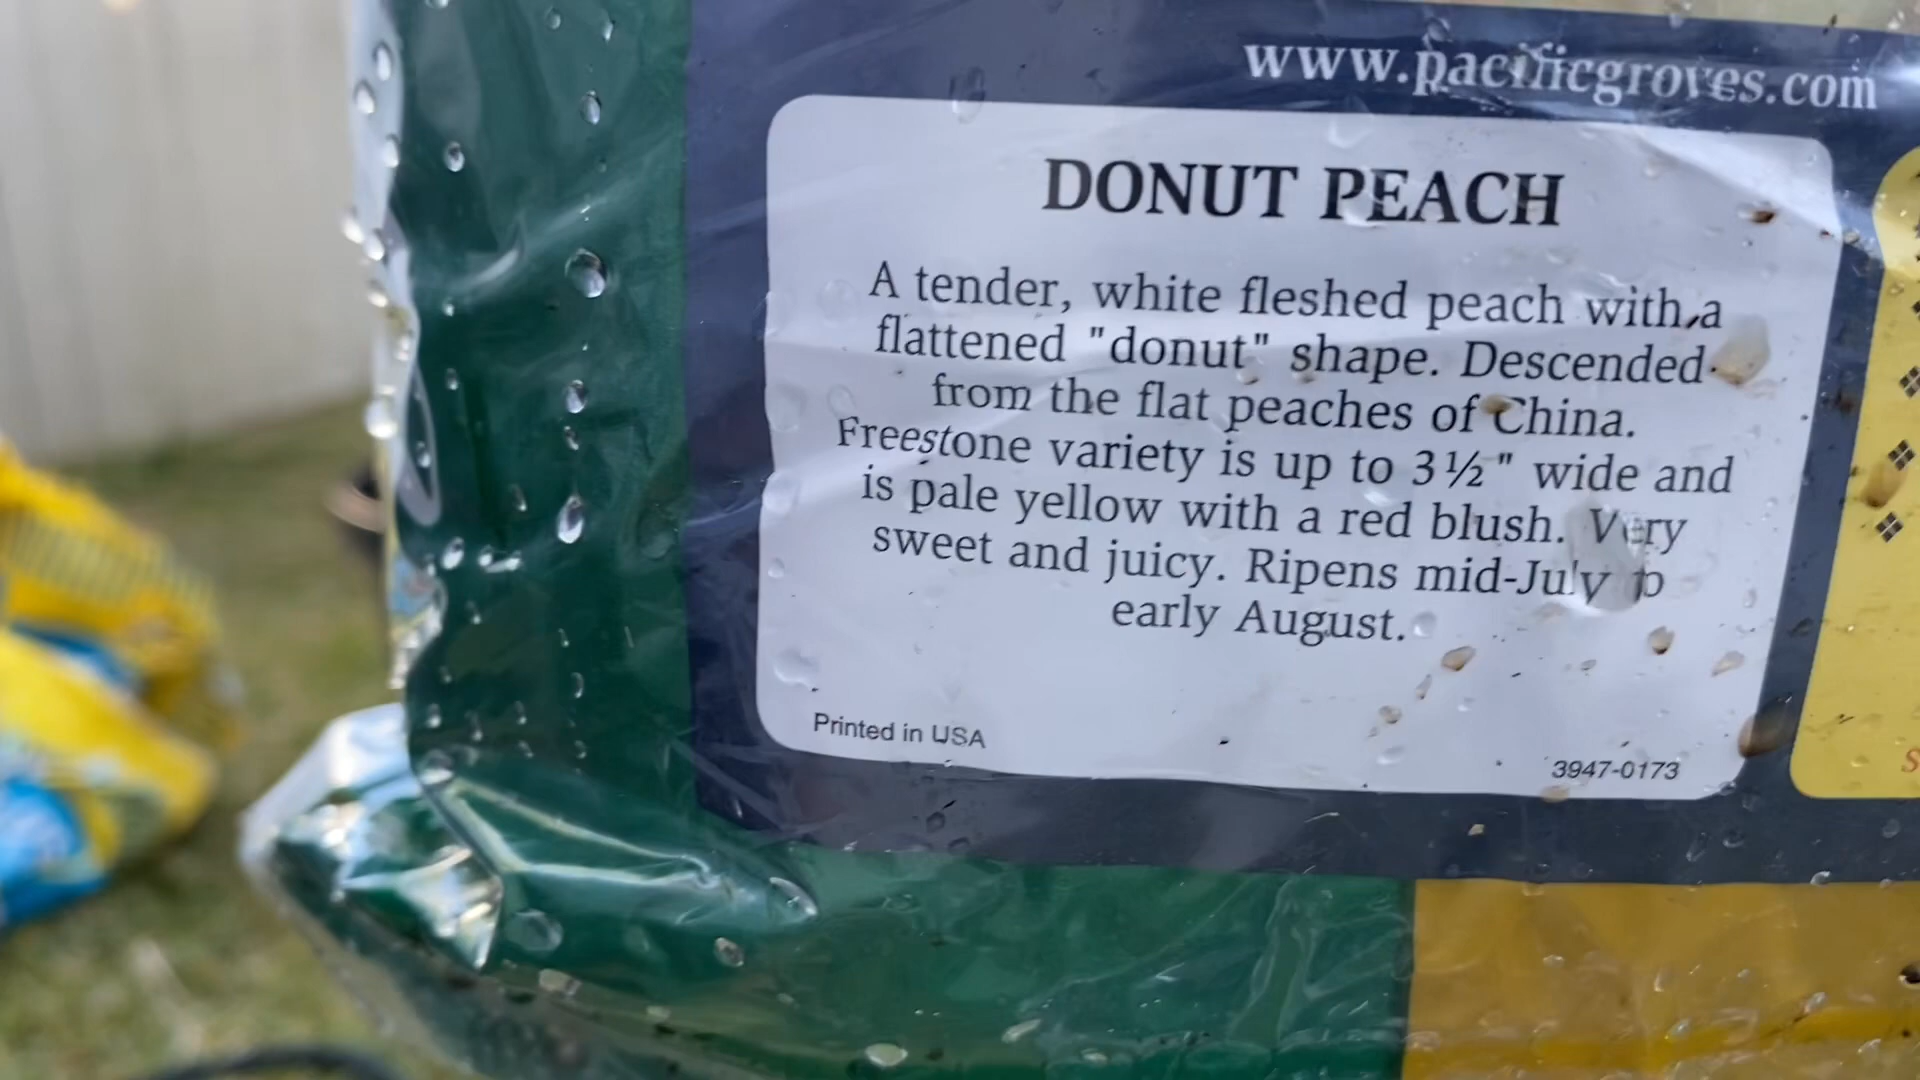 www.pacificgroves.com
DONUT PEACH
A tender, white fleshed peach with a
flattened "donut" shape. Descended
from the flat peaches of China.
Freestone variety is up to 3½" wide and
is pale yellow with a red blush. Very
sweet and juicy. Ripens mid-July to
early August.
Printed in USA
3947-0173